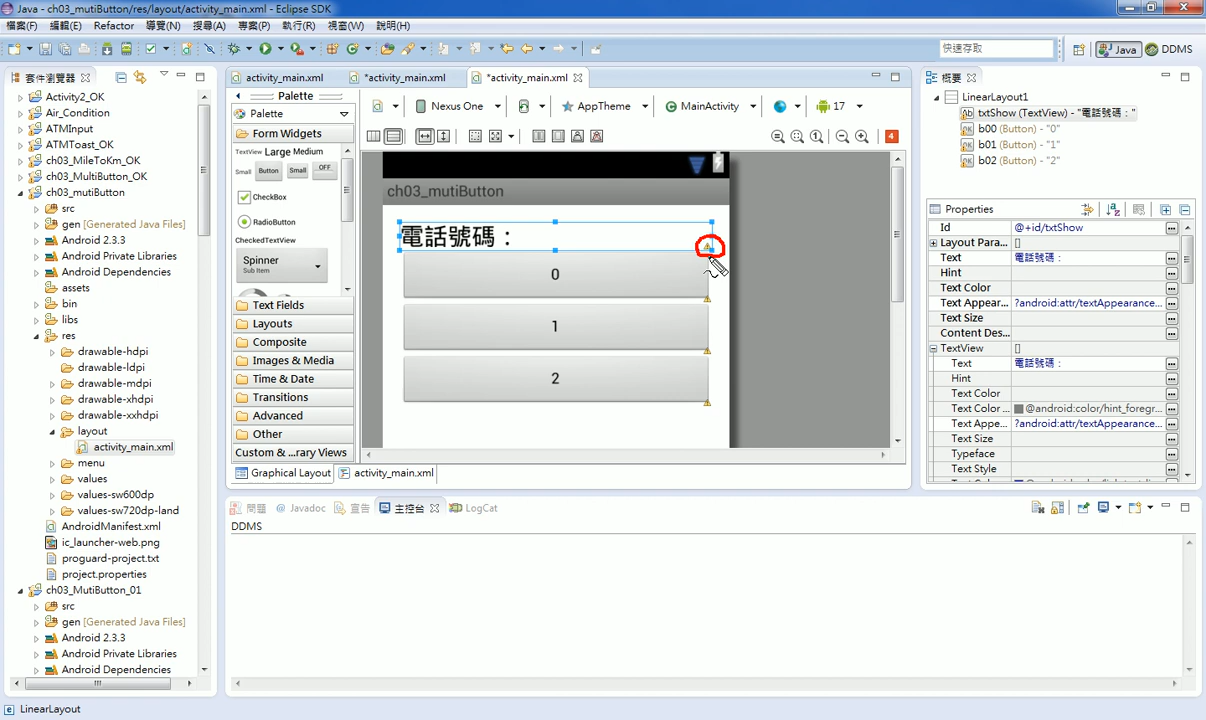 Java - ch03_mutiButton/res/layout/activity_main.xml - Eclipse SDK
檔案(F) 編輯(E) Refactor 導覽(N) 搜尋(A) 專案(P) 執行(R) 視窗(W) 說明(H)
快速存取 Java DDMS
套件瀏覽器
Activity2_OK
Air_Condition
ATMInput
ATMToast_OK
ch03_MileToKm_OK
ch03_MultiButton_OK
ch03_mutiButton
src
gen [Generated Java Files]
Android 2.3.3
Android Private Libraries
Android Dependencies
assets
bin
libs
res
drawable-hdpi
drawable-ldpi
drawable-mdpi
drawable-xhdpi
drawable-xxhdpi
layout
activity_main.xml
menu
values
values-sw600dp
values-sw720dp-land
AndroidManifest.xml
ic_launcher-web.png
proguard-project.txt
project.properties
ch03_MutiButton_01
src
gen [Generated Java Files]
Android 2.3.3
Android Private Libraries
Android Dependencies
activity_main.xml *activity_main.xml *activity_main.xml
Palette
Palette
Form Widgets
TextView Large Medium
Small Button Small OFF
CheckBox
RadioButton
CheckedTextView
Spinner
Sub Item
Text Fields
Layouts
Composite
Images & Media
Time & Date
Transitions
Advanced
Other
Custom & ...rary Views
Nexus One AppTheme MainActivity 17
4
ch03_mutiButton
電話號碼：
0
1
2
Graphical Layout activity_main.xml
概要
LinearLayout1
txtShow (TextView) - "電話號碼："
b00 (Button) - "0"
b01 (Button) - "1"
b02 (Button) - "2"
Properties
Id @+id/txtShow
Layout Para... []
Text 電話號碼：
Hint
Text Color
Text Appear... ?android:attr/textAppearance...
Text Size
Content Des...
TextView []
Text 電話號碼：
Hint
Text Color
Text Color ... @android:color/hint_foregr...
Text Appe... ?android:attr/textAppearance...
Text Size
Typeface
Text Style
問題 Javadoc 宣告 主控台 LogCat
DDMS
LinearLayout